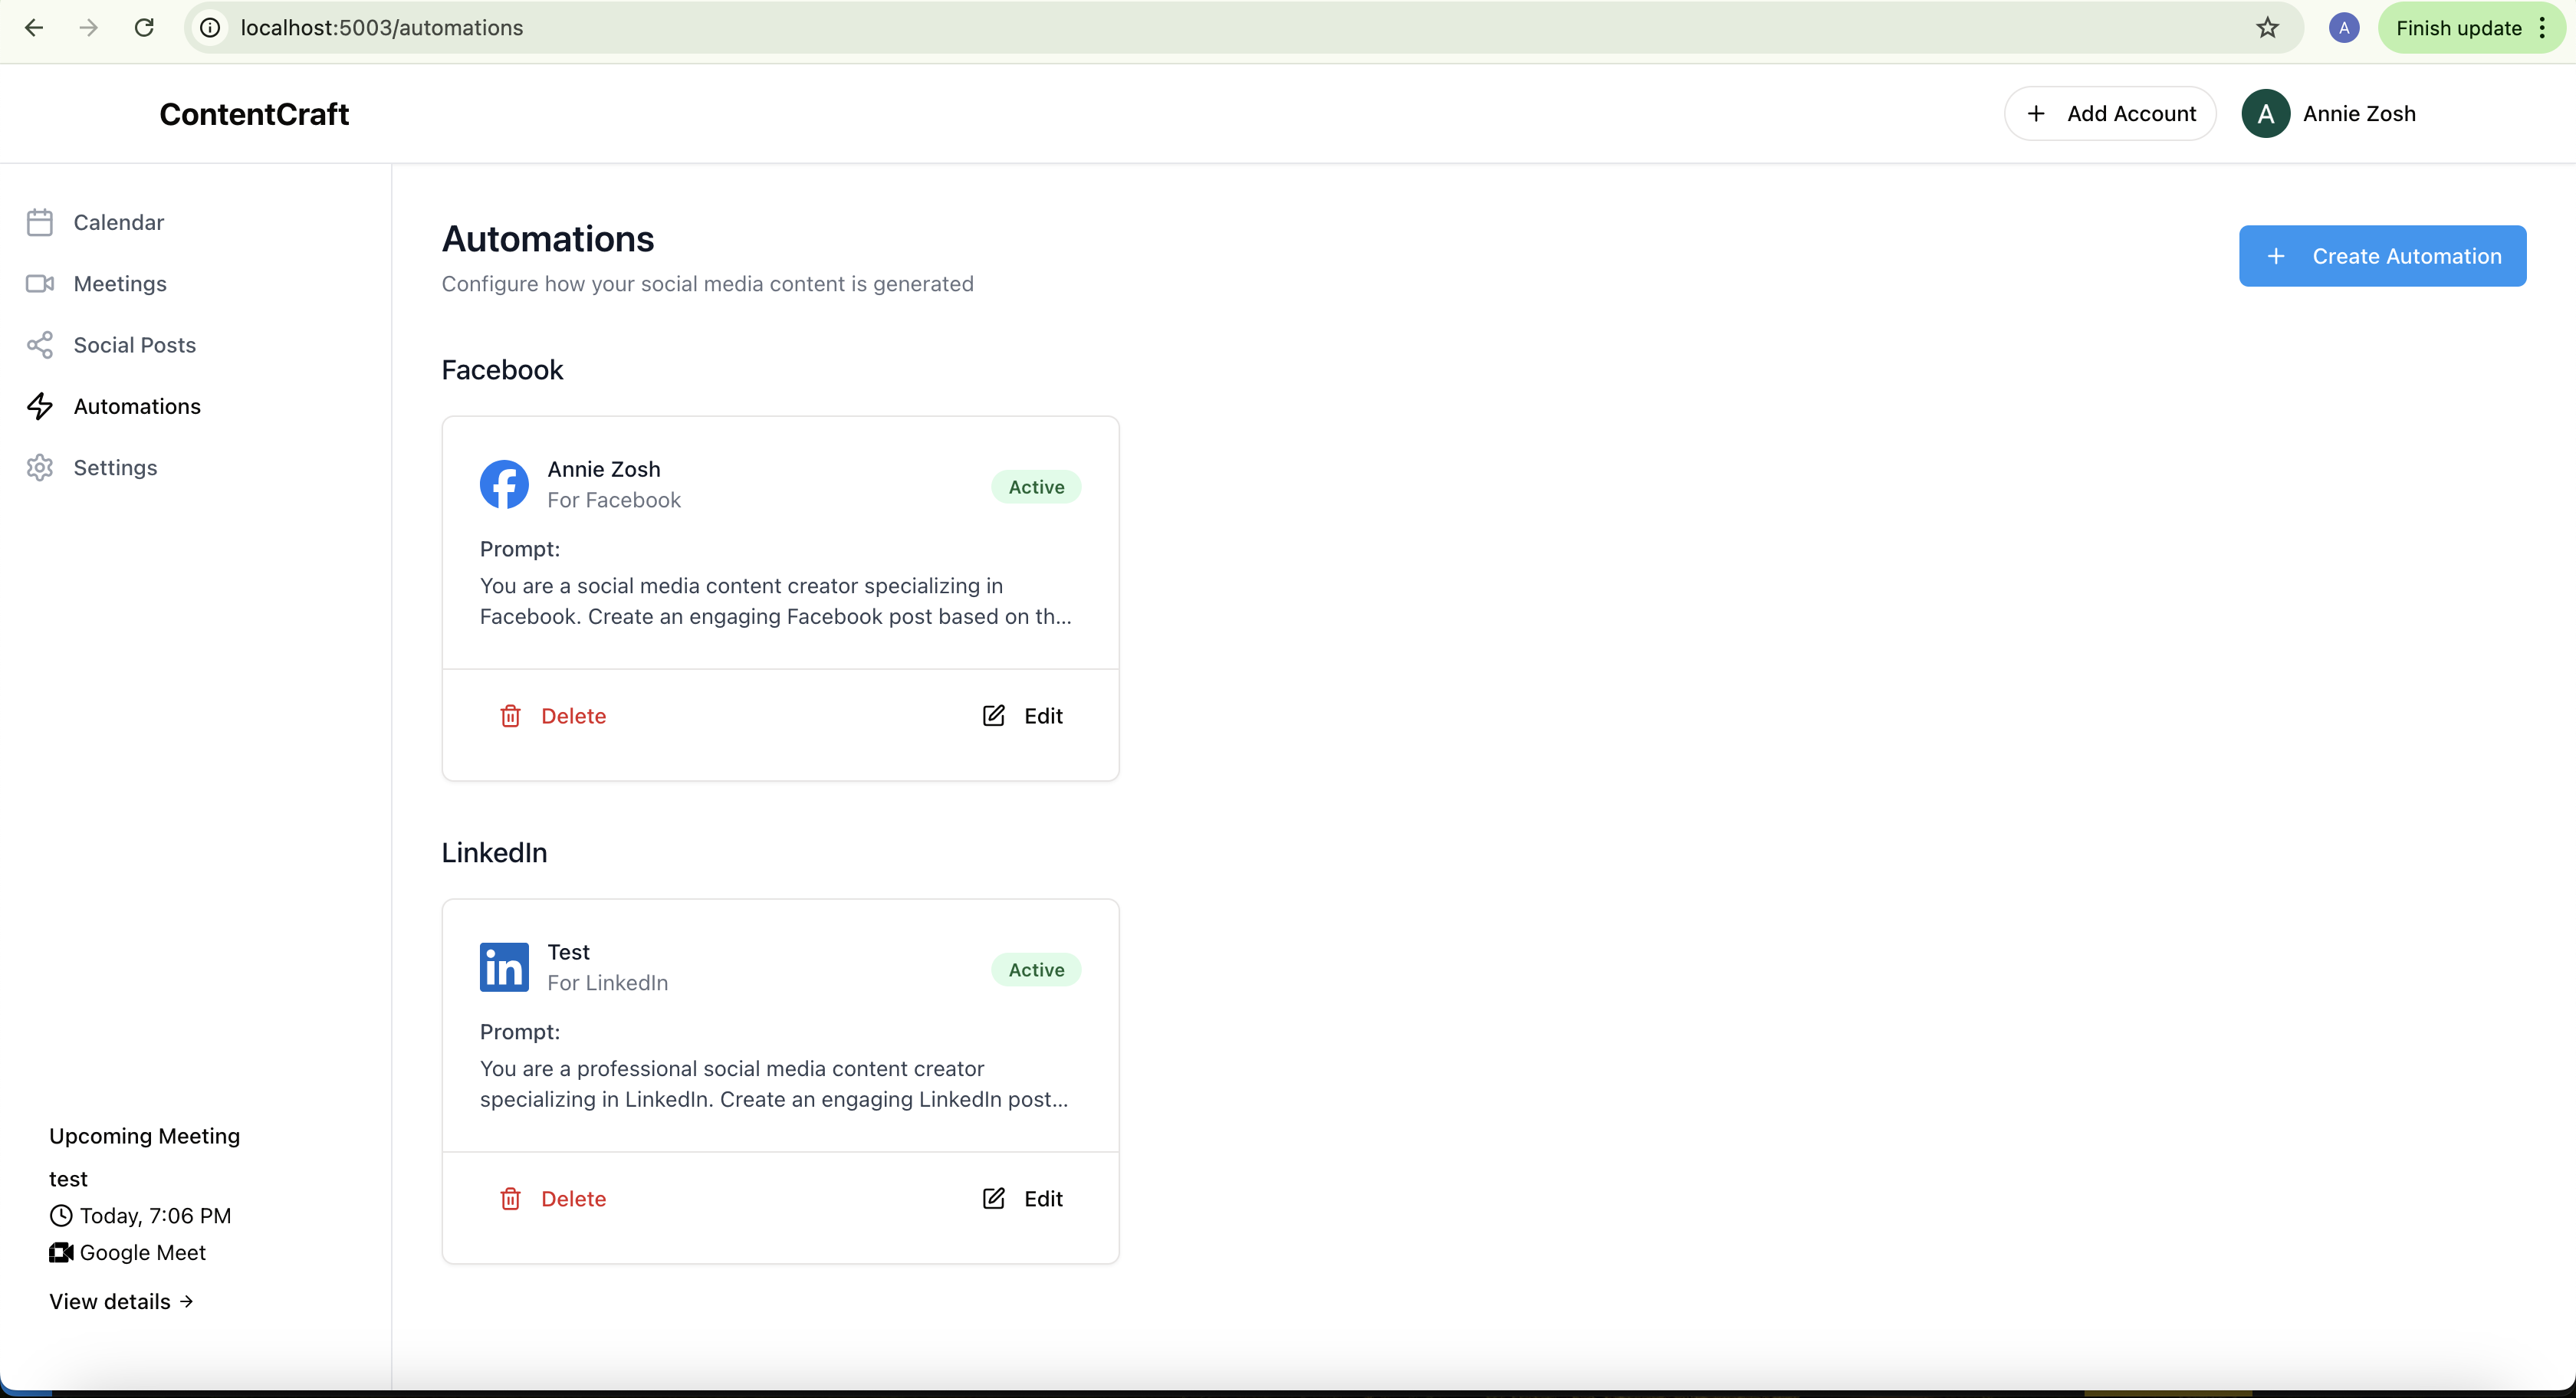 localhost:5003/automations
A
Finish update
ContentCraft
Add Account
A
Annie Zosh
Calendar
Meetings
Social Posts
Automations
Settings
Automations
Configure how your social media content is generated
Create Automation
Facebook
Annie Zosh
For Facebook
Active
Prompt:
You are a social media content creator specializing in
Facebook. Create an engaging Facebook post based on th...
Delete
Edit
LinkedIn
in
Test
For LinkedIn
Active
Prompt:
You are a professional social media content creator
specializing in LinkedIn. Create an engaging LinkedIn post...
Delete
Edit
Upcoming Meeting
test
Today, 7:06 PM
Google Meet
View details →